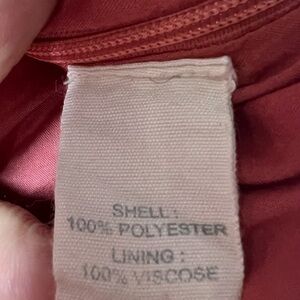 SHELL :
100% POLYESTER
LINING :
100% VISCOSE